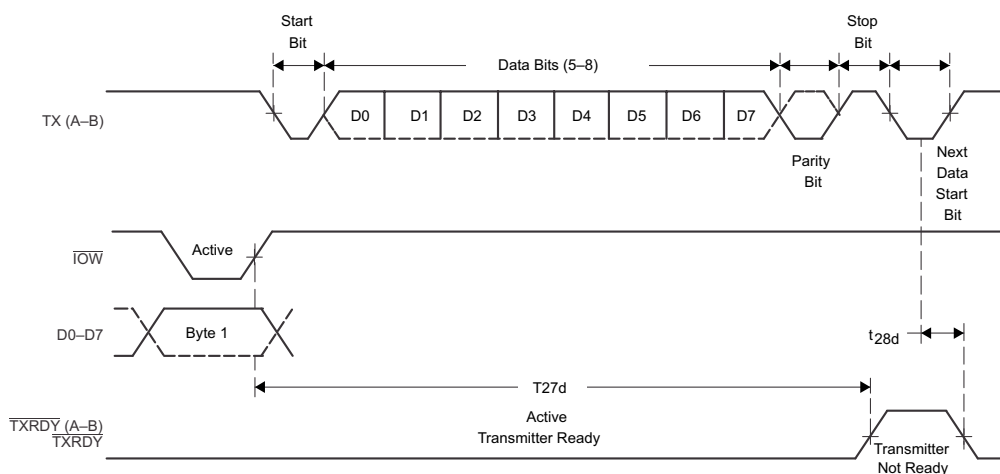 Start
Bit
Data Bits (5–8)
Stop
Bit
TX (A–B)
D0
D1
D2
D3
D4
D5
D6
D7
Parity
Bit
Next
Data
Start
Bit
IOW
Active
D0–D7
Byte 1
t28d
T27d
TXRDY (A–B)
TXRDY
Active
Transmitter Ready
Transmitter
Not Ready